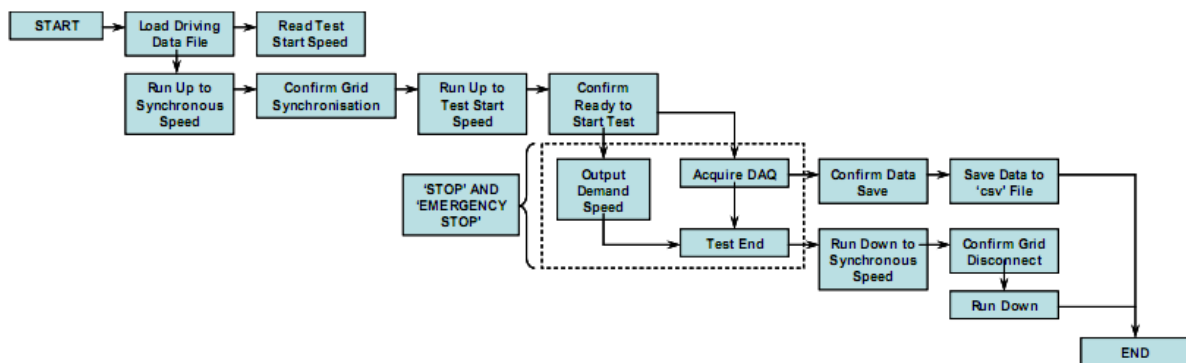 START
Load Driving
Data File
Read Test
Start Speed
Run Up to
Synchronous
Speed
Confirm Grid
Synchronisation
Run Up to
Test Start
Speed
Confirm
Ready to
Start Test
'STOP' AND
'EMERGENCY
STOP'
Output
Demand
Speed
Acquire DAQ
Confirm Data
Save
Save Data to
'csv' File
Test End
Run Down to
Synchronous
Speed
Confirm Grid
Disconnect
Run Down
END